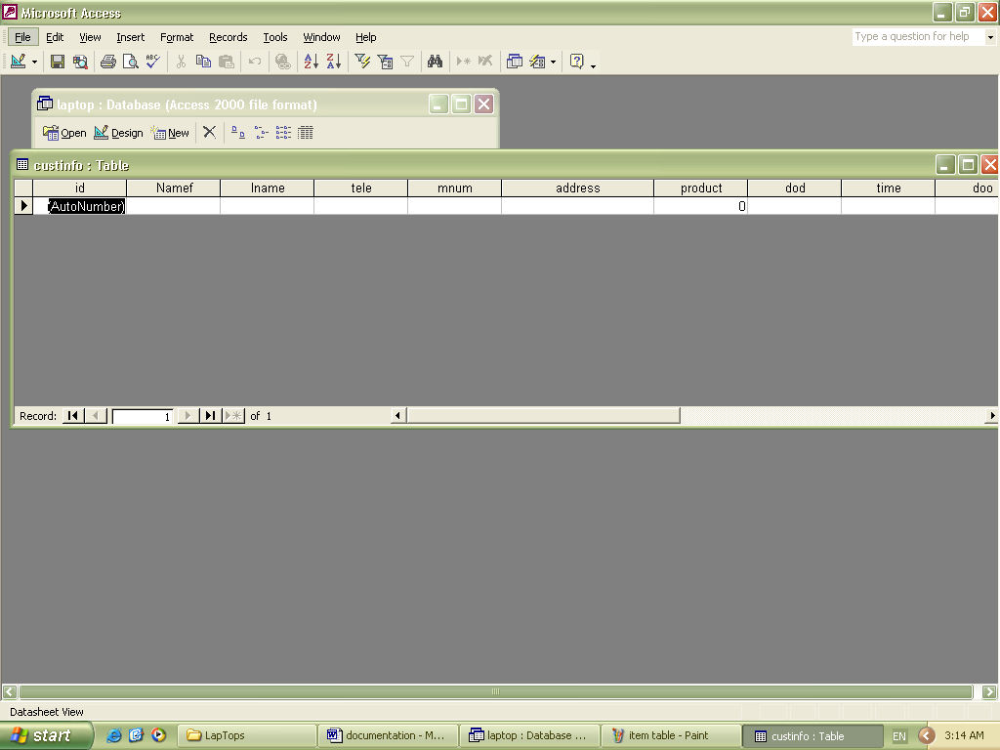 Microsoft Access
File Edit View Insert Format Records Tools Window Help
Type a question for help
laptop : Database (Access 2000 file format)
Open Design New
custinfo : Table
id Namef lname tele mnum address product dod time doo
(AutoNumber) 0
Record: 1 of 1
Datasheet View
start LapTops documentation - M... laptop : Database ... item table - Paint custinfo : Table EN 3:14 AM